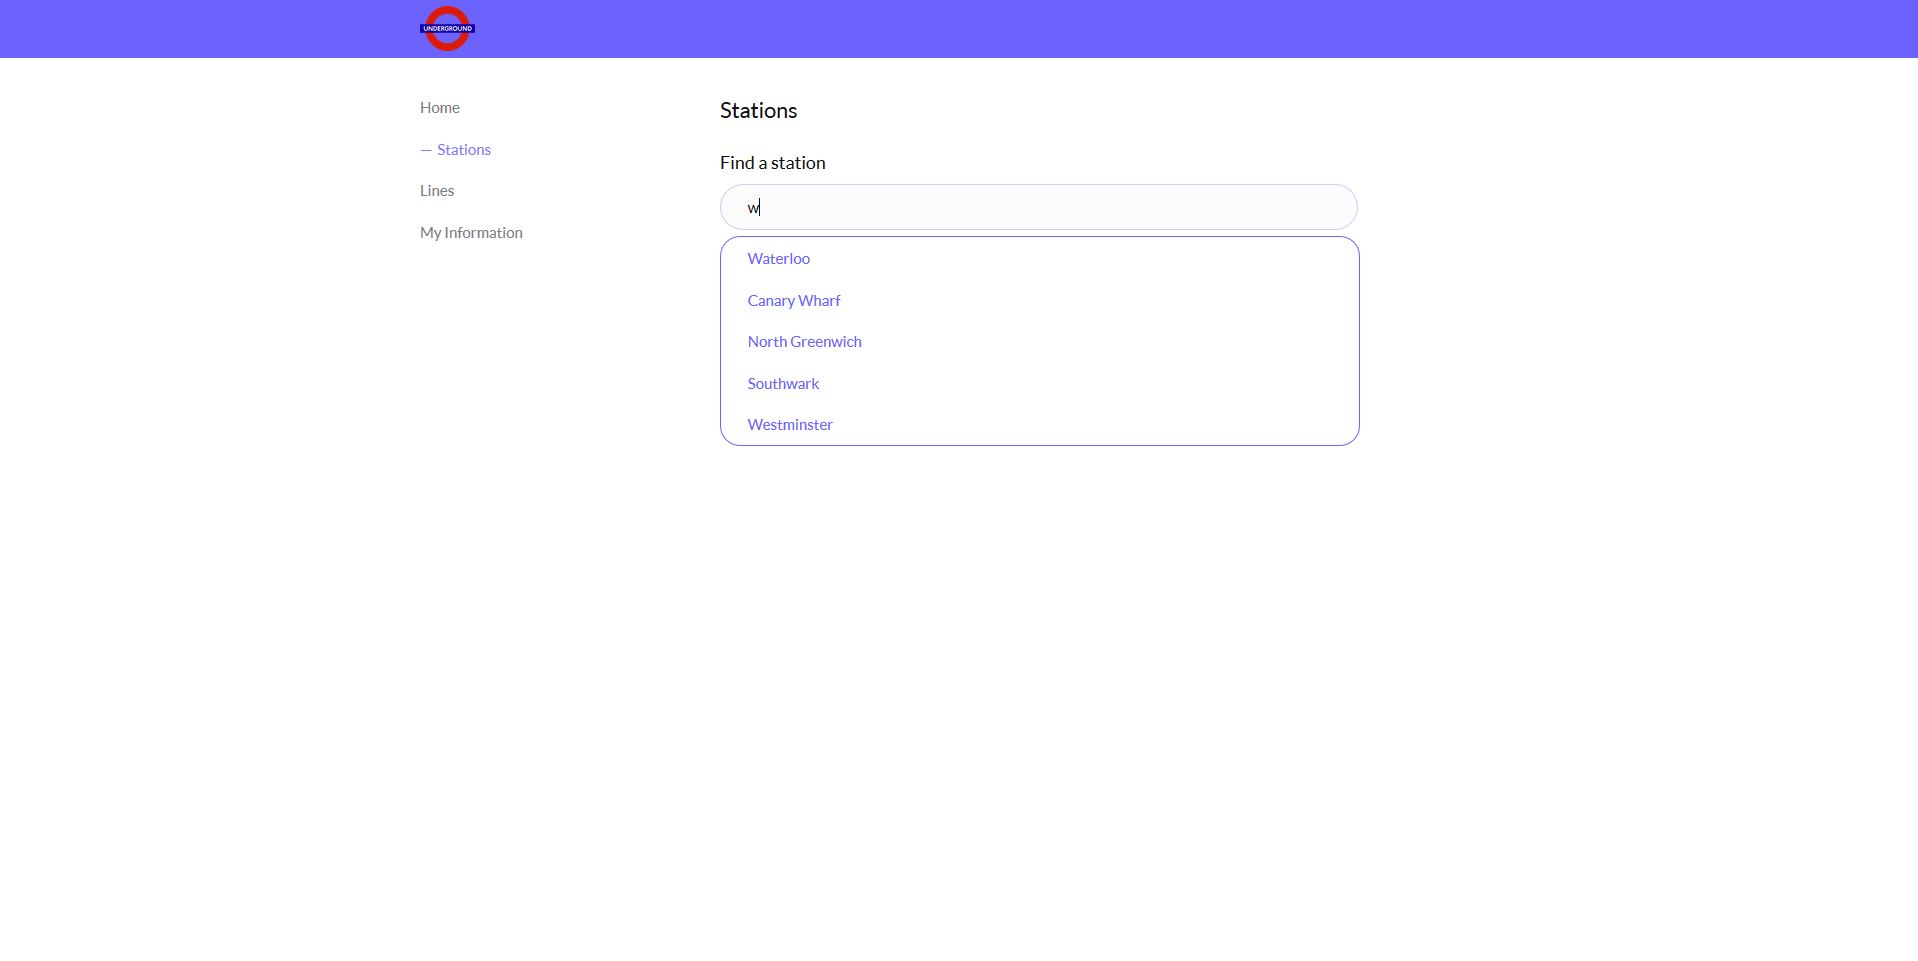 UNDERGROUND
Home
— Stations
Lines
My Information
Stations
Find a station
w
Waterloo
Canary Wharf
North Greenwich
Southwark
Westminster